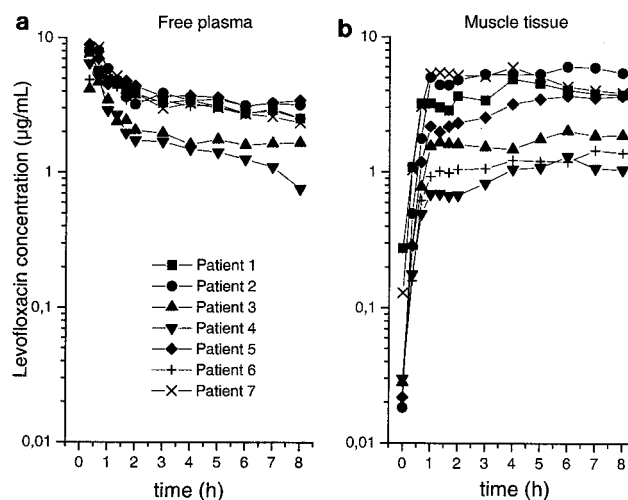 a Free plasma
b Muscle tissue
Levofloxacin concentration (µg/mL)
10
1
0,1
0,01
Patient 1
Patient 2
Patient 3
Patient 4
Patient 5
Patient 6
Patient 7
0 1 2 3 4 5 6 7 8
time (h)
10
1
0,1
0,01
0 1 2 3 4 5 6 7 8
time (h)